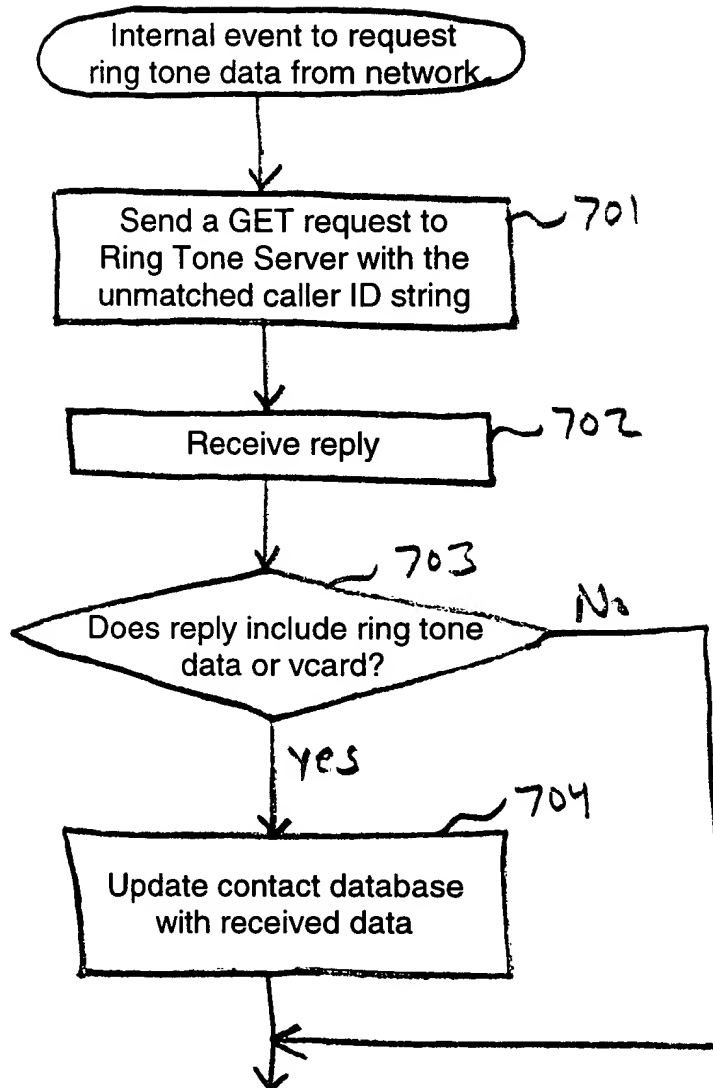 Internal event to request
ring tone data from network
Send a GET request to
Ring Tone Server with the
unmatched caller ID string
701
Receive reply
702
703
Does reply include ring tone
data or vcard?
No
yes
704
Update contact database
with received data